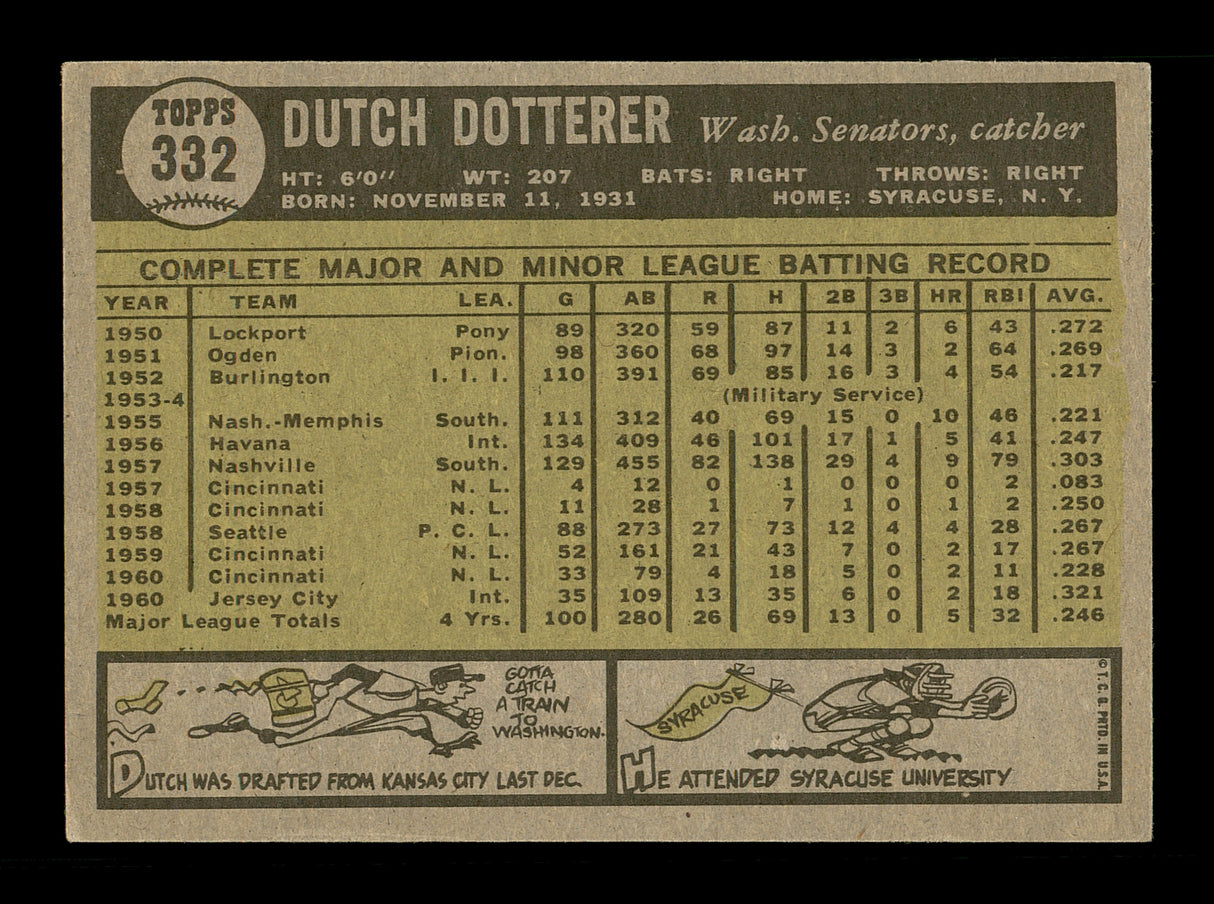 TOPPS
332
DUTCH DOTTERER Wash. Senators, catcher
HT: 6'0" WT: 207 BATS: RIGHT THROWS: RIGHT
BORN: NOVEMBER 11, 1931 HOME: SYRACUSE, N. Y.
COMPLETE MAJOR AND MINOR LEAGUE BATTING RECORD
YEAR TEAM LEA. G AB R H 2B 3B HR RBI AVG.
1950 Lockport Pony 89 320 59 87 11 2 6 43 .272
1951 Ogden Pion. 98 360 68 97 14 3 2 64 .269
1952 Burlington I. I. I. 110 391 69 85 16 3 4 54 .217
1953-4 (Military Service)
1955 Nash.-Memphis South. 111 312 40 69 15 0 10 46 .221
1956 Havana Int. 134 409 46 101 17 1 5 41 .247
1957 Nashville South. 129 455 82 138 29 4 9 79 .303
1957 Cincinnati N. L. 4 12 0 1 0 0 0 2 .083
1958 Cincinnati N. L. 11 28 1 7 1 0 1 2 .250
1958 Seattle P. C. L. 88 273 27 73 12 4 4 28 .267
1959 Cincinnati N. L. 52 161 21 43 7 0 2 17 .267
1960 Cincinnati N. L. 33 79 4 18 5 0 2 11 .228
1960 Jersey City Int. 35 109 13 35 6 0 2 18 .321
Major League Totals 4 Yrs. 100 280 26 69 13 0 5 32 .246
GOTTA
CATCH
A TRAIN
TO
WASHINGTON.
DUTCH WAS DRAFTED FROM KANSAS CITY LAST DEC.
SYRACUSE
HE ATTENDED SYRACUSE UNIVERSITY
© T. C. G. PRTD. IN U.S.A.